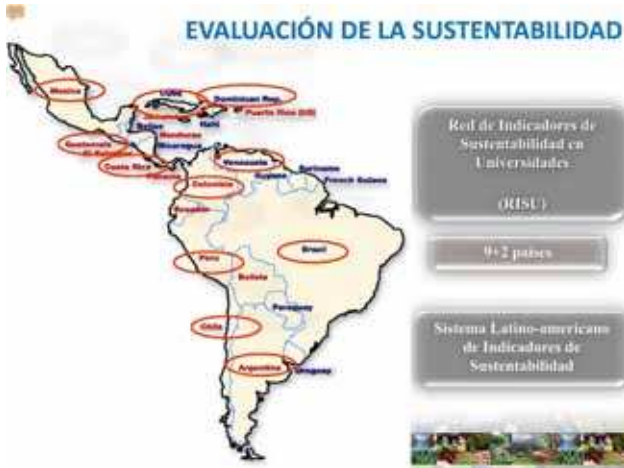 EVALUACIÓN DE LA SUSTENTABILIDAD
Mexico
CUBA
Dominican Rep.
Puerto Rico (US)
Haiti
Belize
Honduras
Guatemala
Nicaragua
Costa Rica
Panama
Venezuela
Guyana
Suriname
French Guiana
Colombia
Ecuador
Peru
Brazil
Bolivia
Paraguay
Chile
Argentina
Uruguay
Red de Indicadores de
Sustentabilidad en
Universidades
(RISU)
9+2 países
Sistema Latino-americano
de Indicadores de
Sustentabilidad